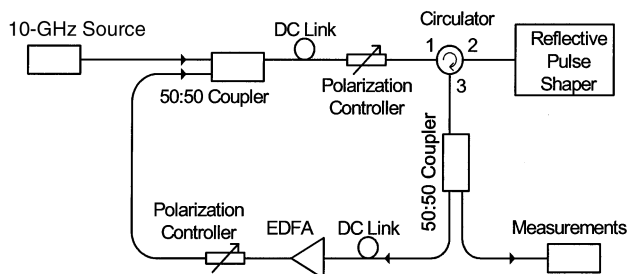 10-GHz Source
DC Link
Circulator
1
2
3
Reflective
Pulse
Shaper
50:50 Coupler
Polarization
Controller
50:50 Coupler
Polarization
Controller
EDFA
DC Link
Measurements